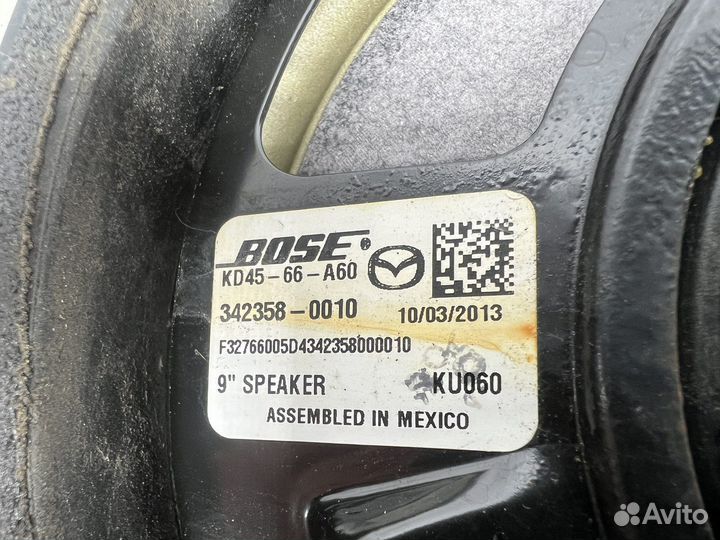 BOSE®
KD45-66-A60
342358-0010 10/03/2013
F32766005D4342358000010
9" SPEAKER KU060
ASSEMBLED IN MEXICO
Avito